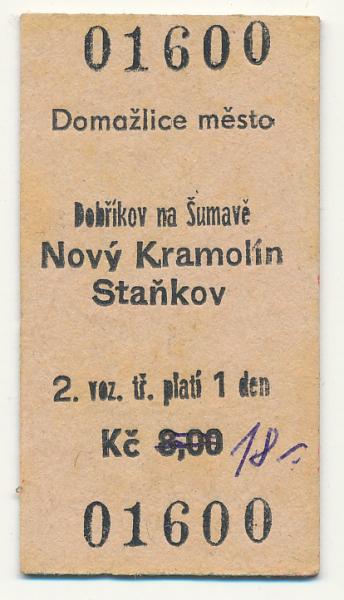 01600
Domažlice město
Dobříkov na Šumavě
Nový Kramolín
Staňkov
2. voz. tř. platí 1 den
Kč 8,00 18,-
01600